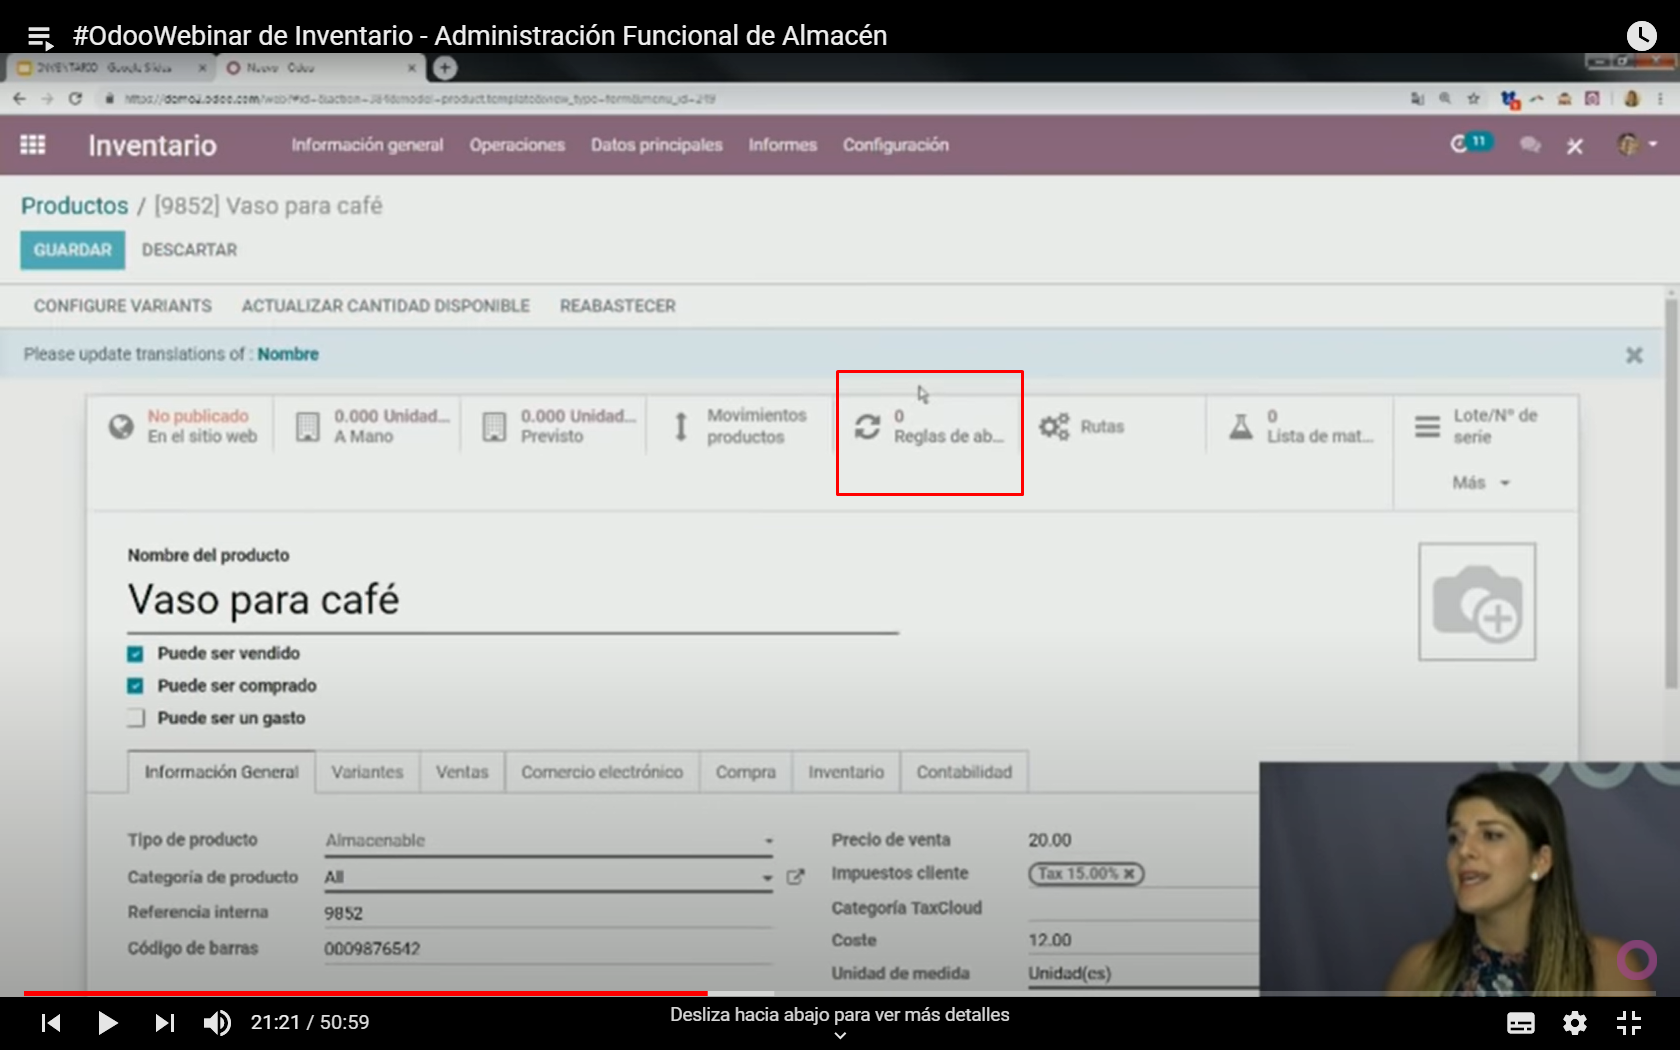 #OdooWebinar de Inventario - Administración Funcional de Almacén
INVENTARIO - Google Slides
Nuevo - Odoo
Inventario
Información general
Operaciones
Datos principales
Informes
Configuración
11
Productos / [9852] Vaso para café
GUARDAR
DESCARTAR
CONFIGURE VARIANTS
ACTUALIZAR CANTIDAD DISPONIBLE
REABASTECER
Please update translations of : Nombre
No publicado
En el sitio web
0.000 Unidad...
A Mano
0.000 Unidad...
Previsto
Movimientos
productos
0
Reglas de ab...
Rutas
0
Lista de mat...
Lote/Nº de
serie
Más
Nombre del producto
Vaso para café
Puede ser vendido
Puede ser comprado
Puede ser un gasto
Información General
Variantes
Ventas
Comercio electrónico
Compra
Inventario
Contabilidad
Tipo de producto
Almacenable
Categoría de producto
All
Referencia interna
9852
Código de barras
0009876542
Precio de venta
20.00
Impuestos cliente
Tax 15.00%
Categoría TaxCloud
Coste
12.00
Unidad de medida
Unidad(es)
21:21 / 50:59
Desliza hacia abajo para ver más detalles